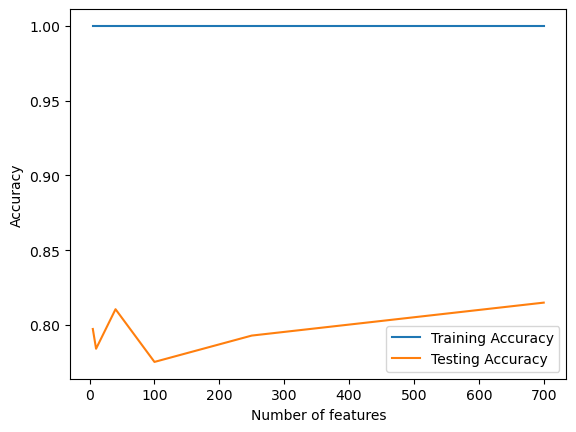 1.00
0.95
0.90
0.85
0.80
Accuracy
Training Accuracy
Testing Accuracy
0 100 200 300 400 500 600 700
Number of features